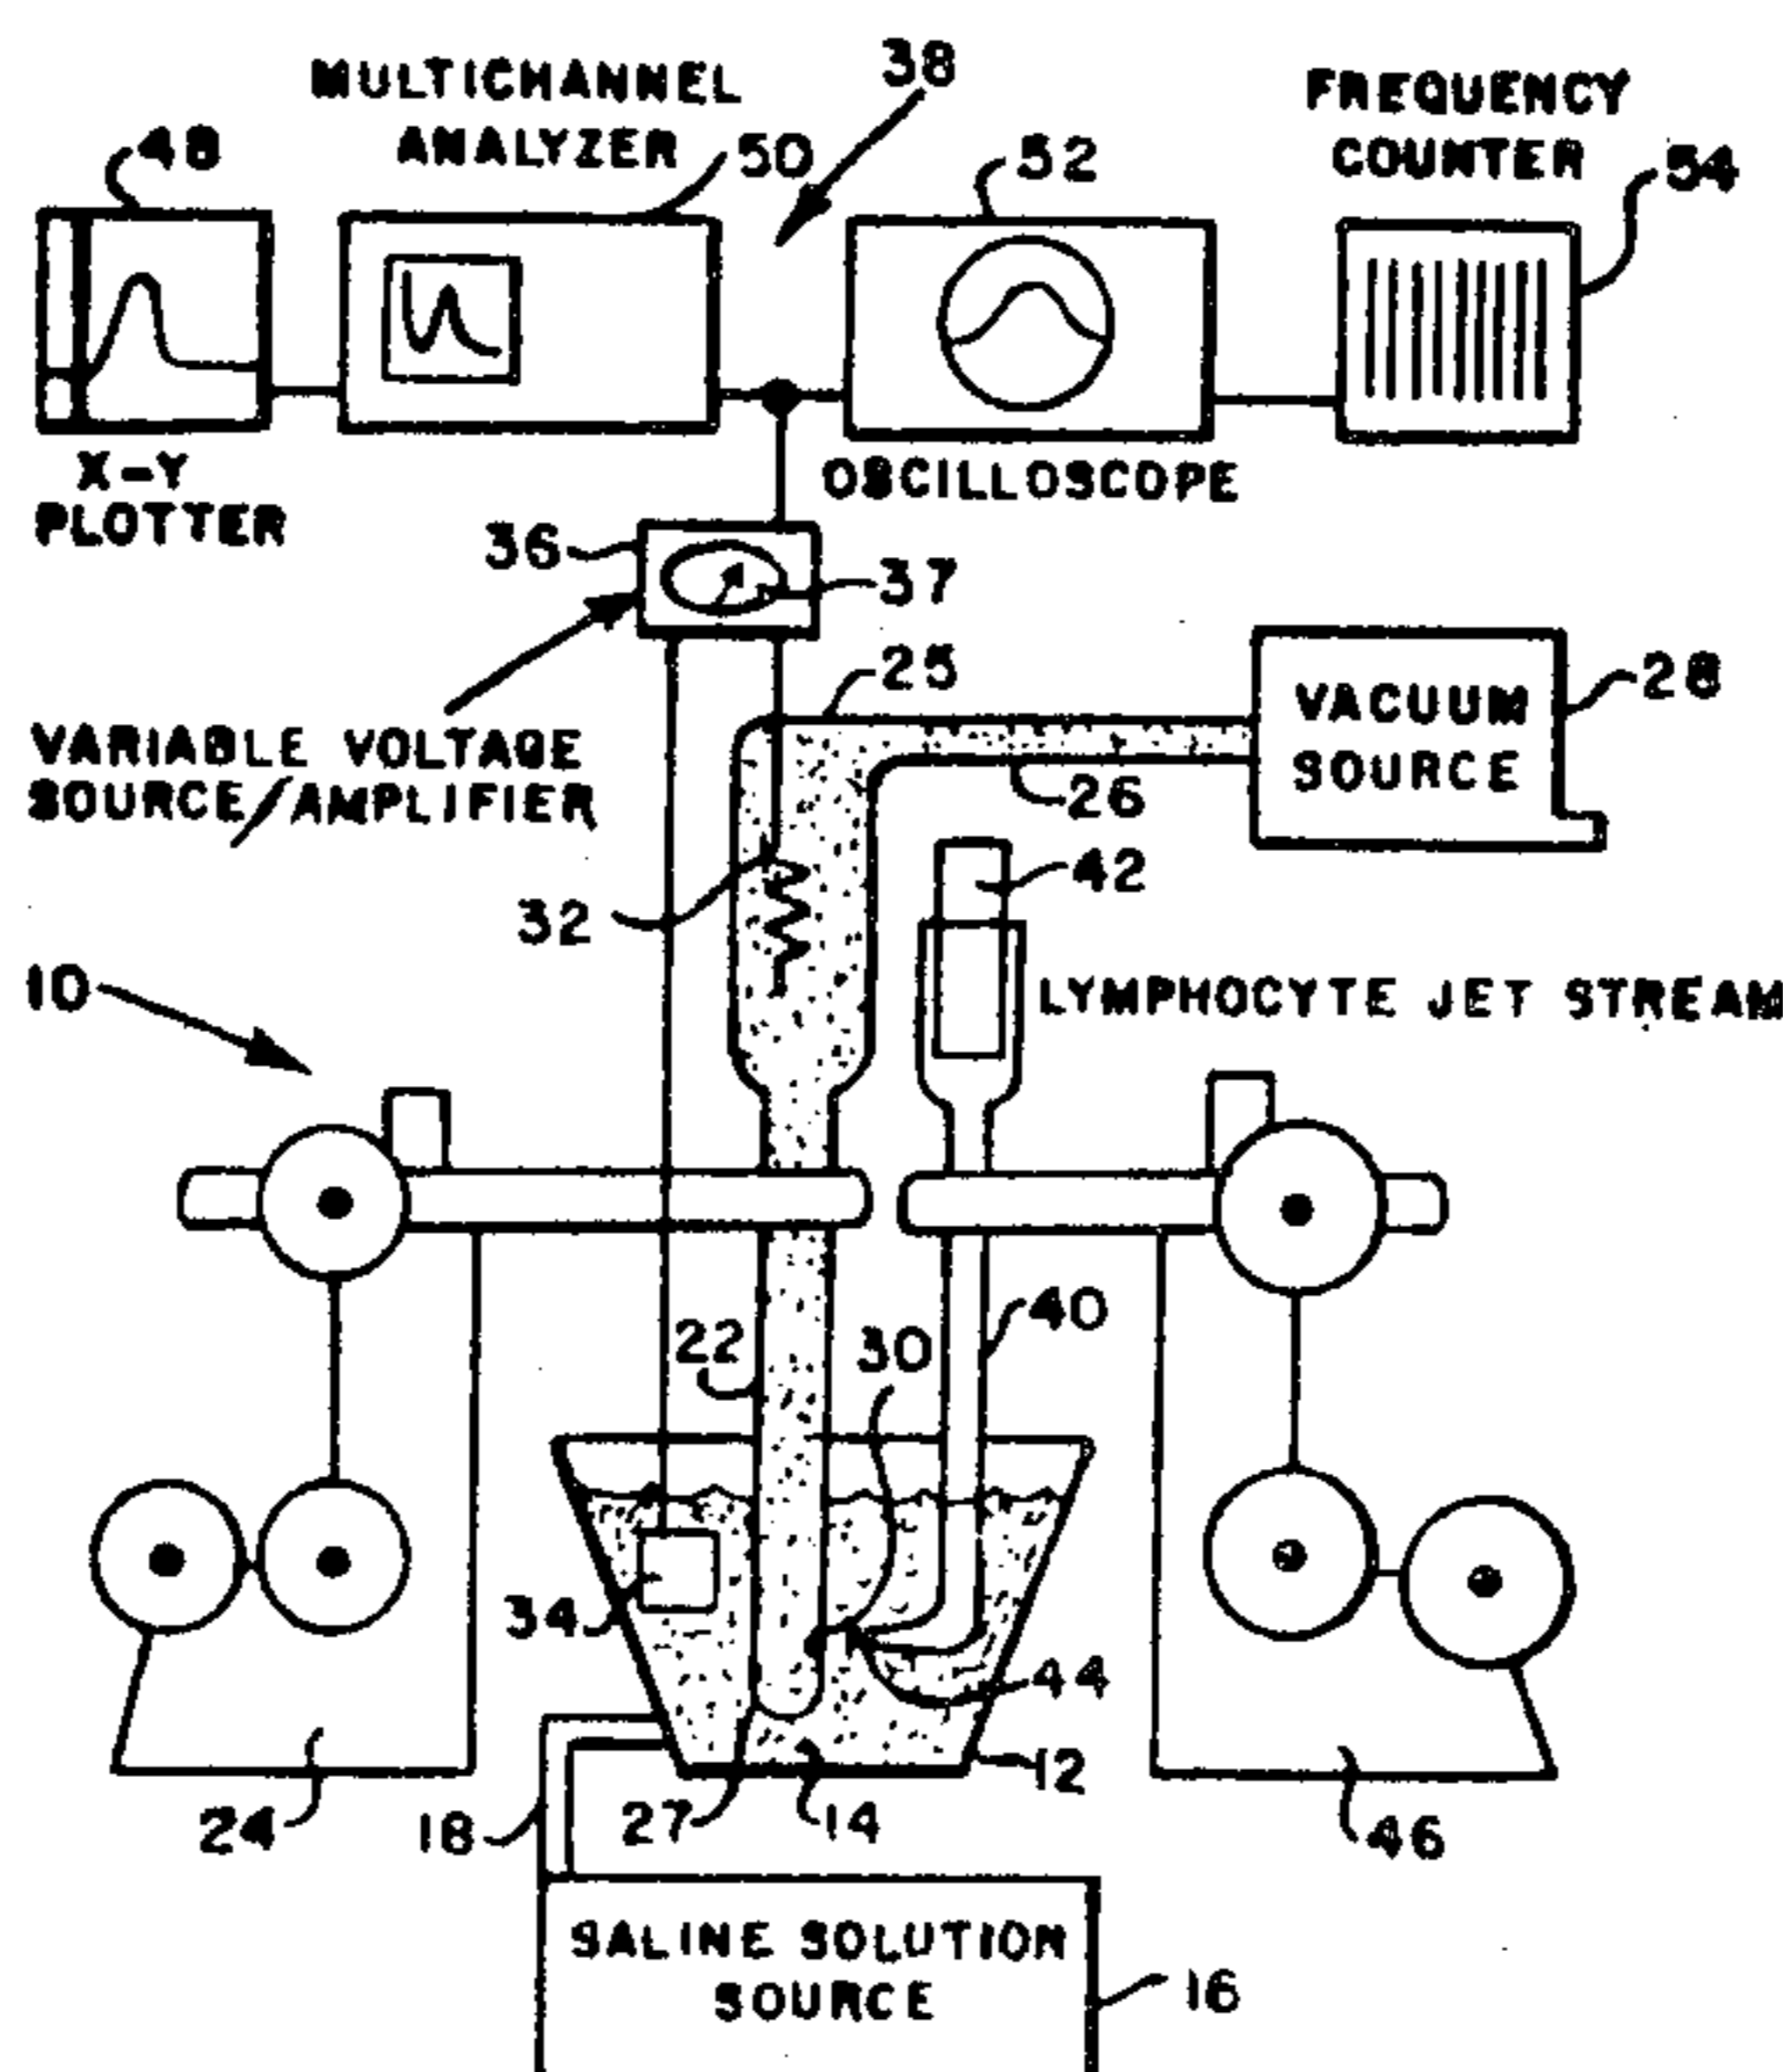 MULTICHANNEL
ANALYZER
38
FREQUENCY
COUNTER
48
50
52
54
X-Y
PLOTTER
OSCILLOSCOPE
36
37
25
VACUUM
SOURCE
28
VARIABLE VOLTAGE
SOURCE/AMPLIFIER
26
42
32
10
LYMPHOCYTE JET STREAM
22
30
40
34
44
12
24
18
27
14
46
SALINE SOLUTION
SOURCE
16